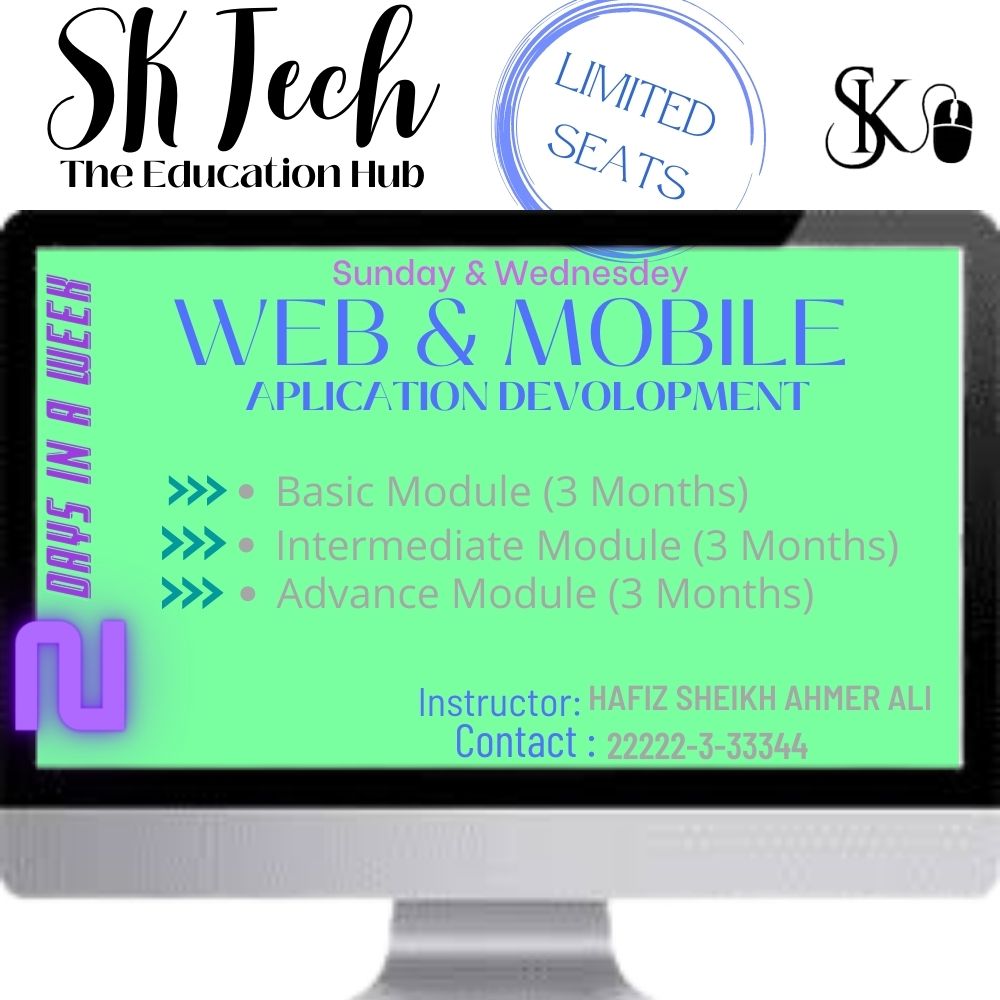 SK Tech
The Education Hub
LIMITED
SEATS
SK
Sunday & Wednesdey
WEB & MOBILE
APLICATION DEVOLOPMENT
2
DAYS IN A WEEK
>>> • Basic Module (3 Months)
>>> • Intermediate Module (3 Months)
>>> • Advance Module (3 Months)
Instructor: HAFIZ SHEIKH AHMER ALI
Contact : 22222-3-33344